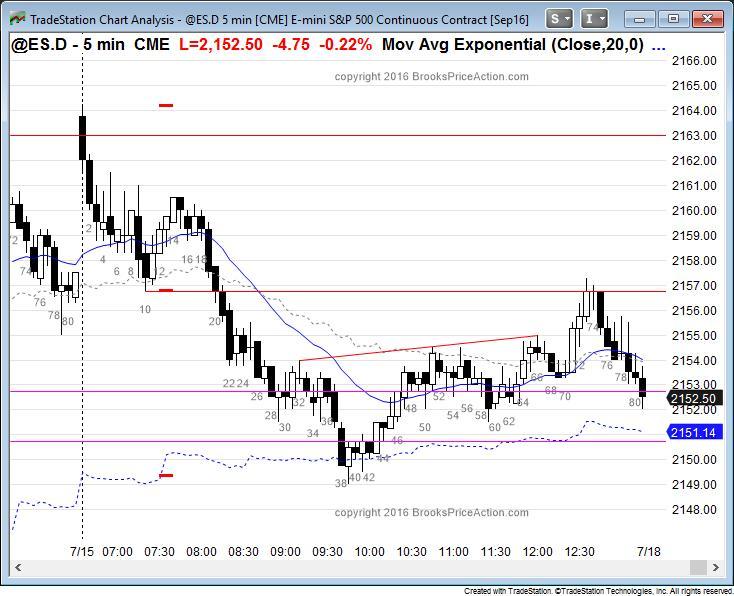 TradeStation Chart Analysis - @ES.D 5 min [CME] E-mini S&P 500 Continuous Contract [Sep16]
S I
@ES.D - 5 min CME L=2,152.50 -4.75 -0.22% Mov Avg Exponential (Close,20,0) ...
copyright 2016 BrooksPriceAction.com
2166.00
2165.00
2164.00
2163.00
2162.00
2161.00
2160.00
2159.00
2158.00
2157.00
2156.00
2155.00
2154.00
2153.00
2152.50
2152.00
2151.14
2150.00
2149.00
2148.00
72 74 76 78 80
2 4 6 8 10 12 14 16 18 20
22 24 26 28 30 32 34 36 38 40 42 44 46 48 50 52 54 56 58 60 62 64 66 68 70 72 74 76 78 80
copyright 2016 BrooksPriceAction.com
7/15 07:00 07:30 08:00 08:30 09:00 09:30 10:00 10:30 11:00 11:30 12:00 12:30 7/18
Created with TradeStation. ©TradeStation Technologies, Inc. All rights reserved.